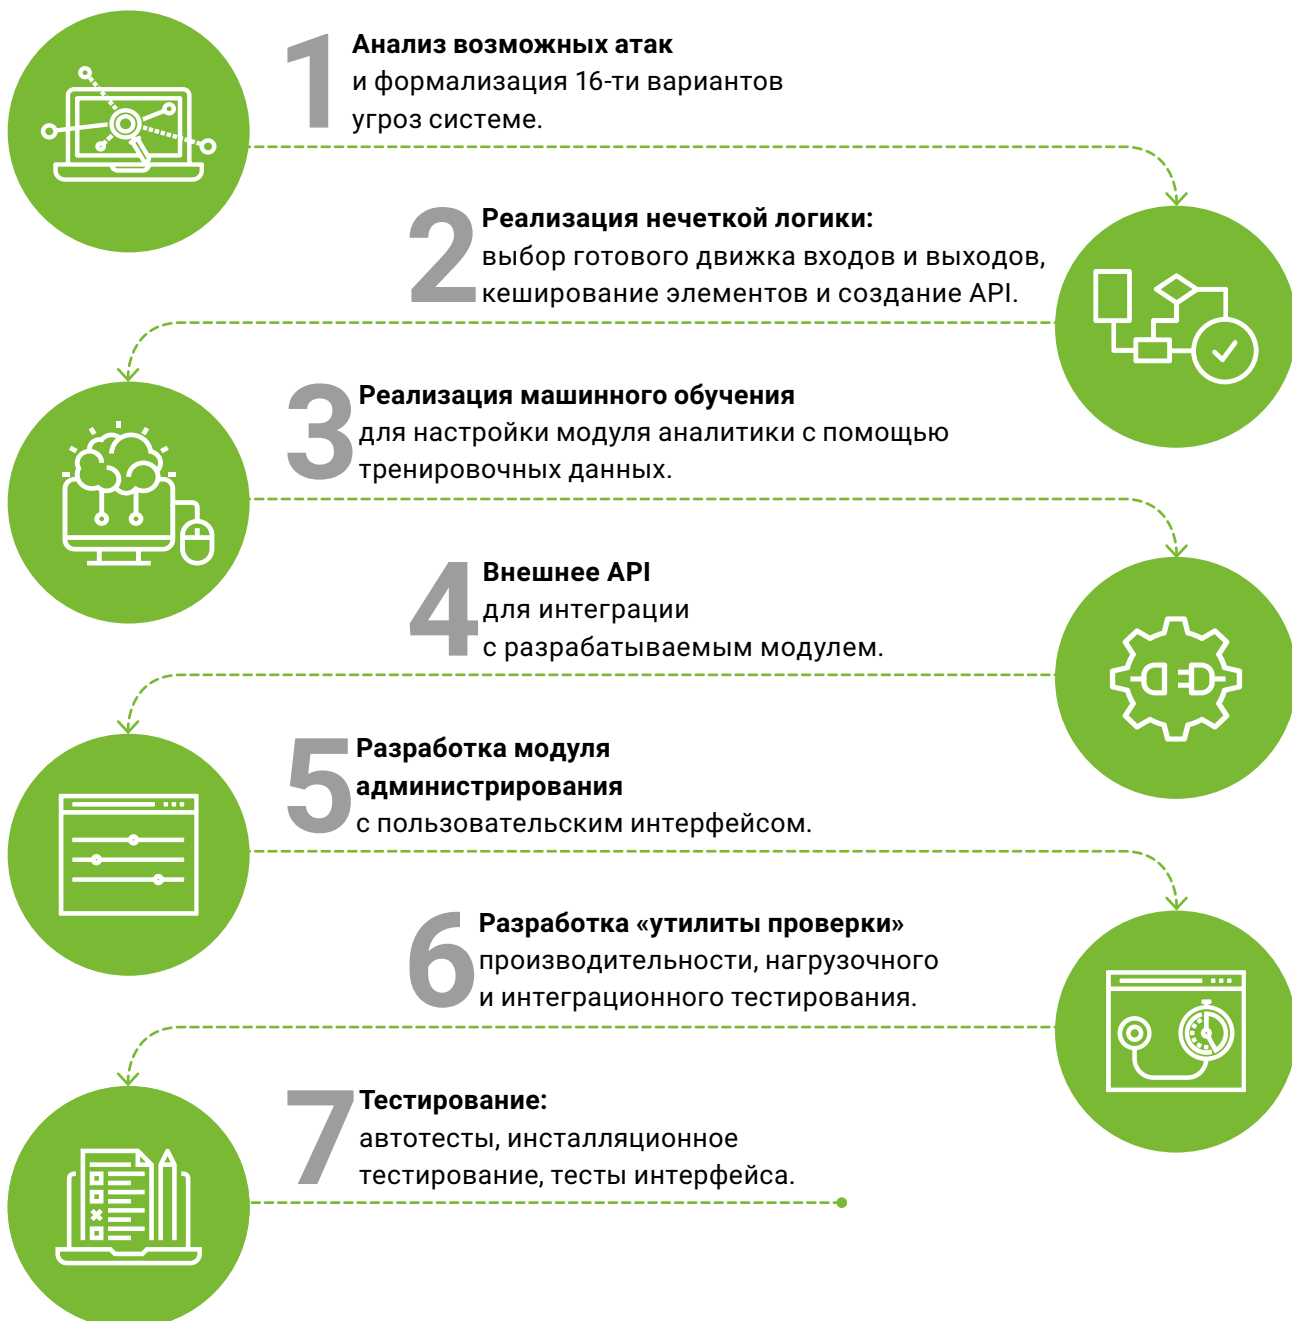 1
Анализ возможных атак
и формализация 16-ти вариантов
угроз системе.
2
Реализация нечеткой логики:
выбор готового движка входов и выходов,
кеширование элементов и создание API.
3
Реализация машинного обучения
для настройки модуля аналитики с помощью
тренировочных данных.
4
Внешнее API
для интеграции
с разрабатываемым модулем.
5
Разработка модуля
администрирования
с пользовательским интерфейсом.
6
Разработка «утилиты проверки»
производительности, нагрузочного
и интеграционного тестирования.
7
Тестирование:
автотесты, инсталляционное
тестирование, тесты интерфейса.